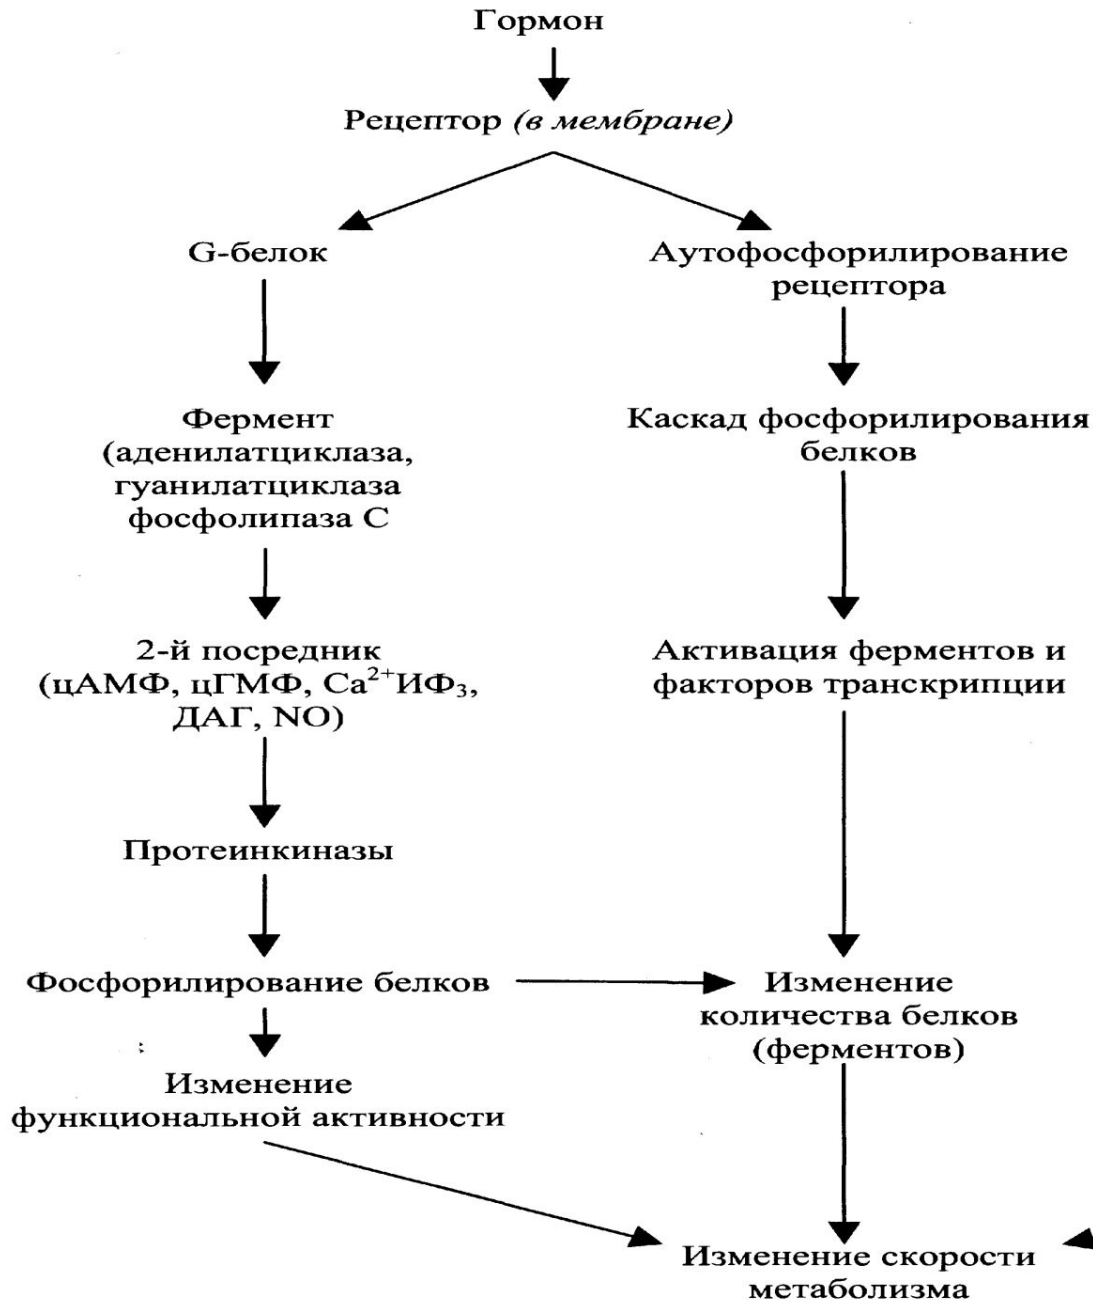 Гормон
Рецептор (в мембране)
G-белок
Аутофосфорилирование
рецептора
Фермент
(аденилатциклаза,
гуанилатциклаза
фосфолипаза С
Каскад фосфорилирования
белков
2-й посредник
(цАМФ, цГМФ, Ca²⁺ИФ₃,
ДАГ, NO)
Активация ферментов и
факторов транскрипции
Протеинкиназы
Фосфорилирование белков
Изменение
количества белков
(ферментов)
Изменение
функциональной активности
Изменение скорости
метаболизма